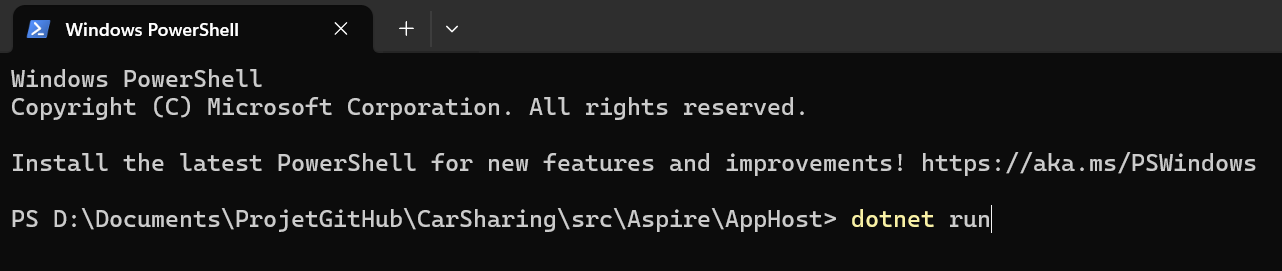 Windows PowerShell
Windows PowerShell
Copyright (C) Microsoft Corporation. All rights reserved.
Install the latest PowerShell for new features and improvements! https://aka.ms/PSWindows
PS D:\Documents\ProjetGitHub\CarSharing\src\Aspire\AppHost> dotnet run